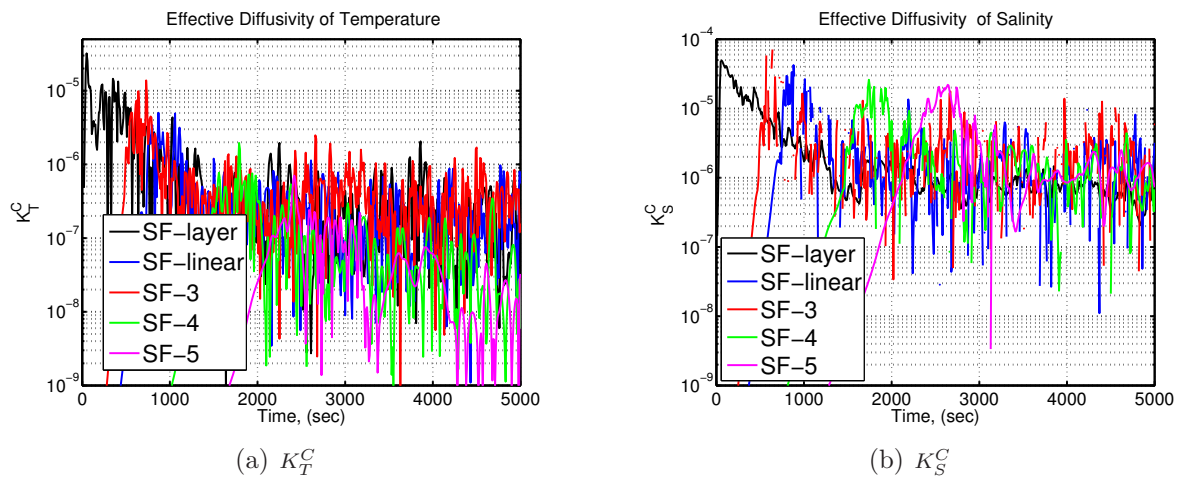 Effective Diffusivity of Temperature
K_T^C
10^-5
10^-6
10^-7
10^-8
10^-9
SF-layer
SF-linear
SF-3
SF-4
SF-5
0 1000 2000 3000 4000 5000
Time, (sec)
(a) K_T^C
Effective Diffusivity of Salinity
K_S^C
10^-4
10^-5
10^-6
10^-7
10^-8
10^-9
SF-layer
SF-linear
SF-3
SF-4
SF-5
0 1000 2000 3000 4000 5000
Time, (sec)
(b) K_S^C